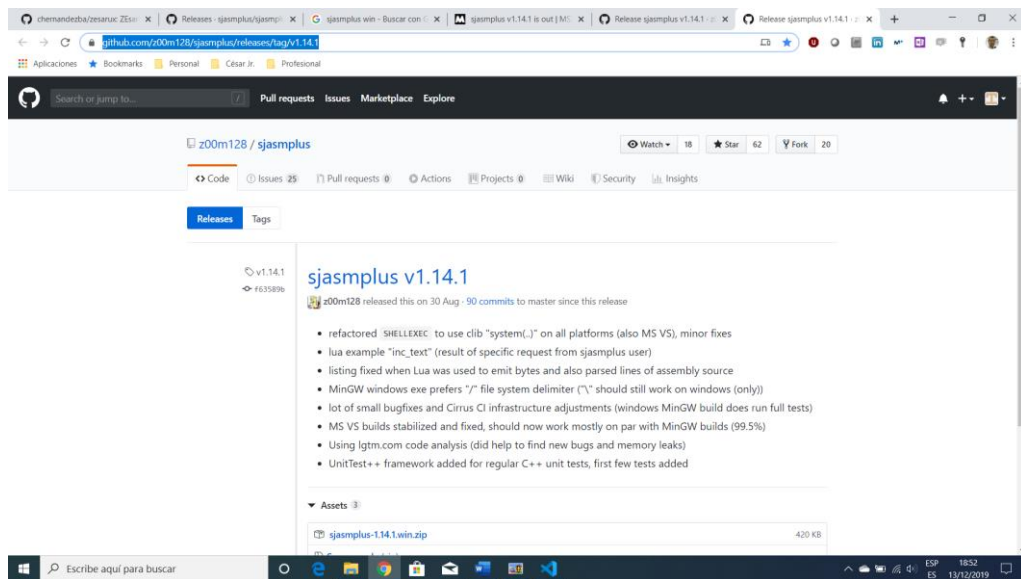 chernandezba/zesarux: ZEsar
Releases · sjasmplus/sjasmpl
sjasmplus win - Buscar con
sjasmplus v1.14.1 is out | MS
Release sjasmplus v1.14.1 ·
Release sjasmplus v1.14.1 ·
github.com/z00m128/sjasmplus/releases/tag/v1.14.1
Aplicaciones Bookmarks Personal César Jr. Profesional
Search or jump to... / Pull requests Issues Marketplace Explore
z00m128 / sjasmplus
Watch 18 Star 62 Fork 20
Code Issues 25 Pull requests 0 Actions Projects 0 Wiki Security Insights
Releases Tags
v1.14.1
f63589b
sjasmplus v1.14.1
z00m128 released this on 30 Aug · 90 commits to master since this release
• refactored SHELLEXEC to use clib "system(..)" on all platforms (also MS VS), minor fixes
• lua example "inc_text" (result of specific request from sjasmplus user)
• listing fixed when Lua was used to emit bytes and also parsed lines of assembly source
• MinGW windows exe prefers "/" file system delimiter ("\" should still work on windows (only))
• lot of small bugfixes and Cirrus CI infrastructure adjustments (windows MinGW build does run full tests)
• MS VS builds stabilized and fixed, should now work mostly on par with MinGW builds (99.5%)
• Using lgtm.com code analysis (did help to find new bugs and memory leaks)
• UnitTest++ framework added for regular C++ unit tests, first few tests added
Assets 3
sjasmplus-1.14.1.win.zip 420 KB
Escribe aquí para buscar
ESP 18:52
ES 13/12/2019